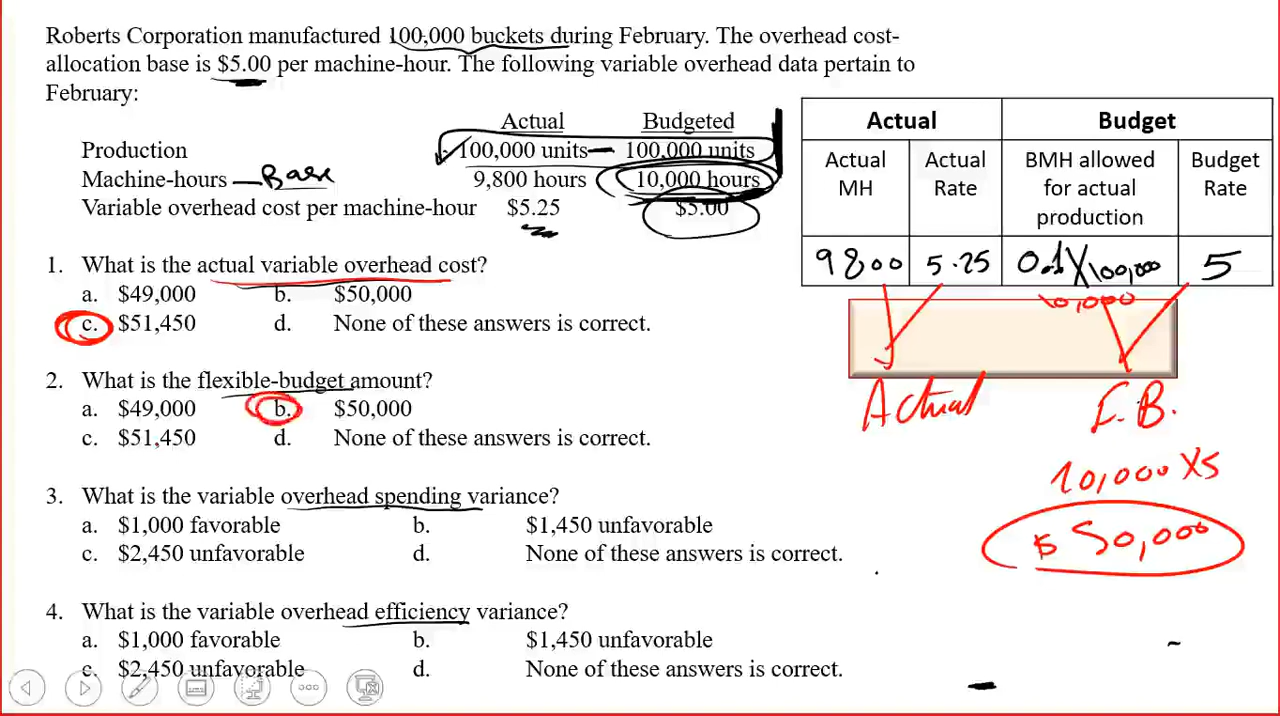 Roberts Corporation manufactured 100,000 buckets during February. The overhead cost-
allocation base is $5.00 per machine-hour. The following variable overhead data pertain to
February:
Actual Budgeted
Production 100,000 units 100,000 units
Machine-hours Base 9,800 hours 10,000 hours
Variable overhead cost per machine-hour $5.25 $5.00
1. What is the actual variable overhead cost?
a. $49,000 b. $50,000
c. $51,450 d. None of these answers is correct.
2. What is the flexible-budget amount?
a. $49,000 b. $50,000
c. $51,450 d. None of these answers is correct.
3. What is the variable overhead spending variance?
a. $1,000 favorable b. $1,450 unfavorable
c. $2,450 unfavorable d. None of these answers is correct.
4. What is the variable overhead efficiency variance?
a. $1,000 favorable b. $1,450 unfavorable
c. $2,450 unfavorable d. None of these answers is correct.
Actual Budget
Actual MH
Actual Rate
BMH allowed for actual production
Budget Rate
9800 5.25 0.1 X 100,000 5
10,000
Actual F.B.
10,000 X5
$ 50,000